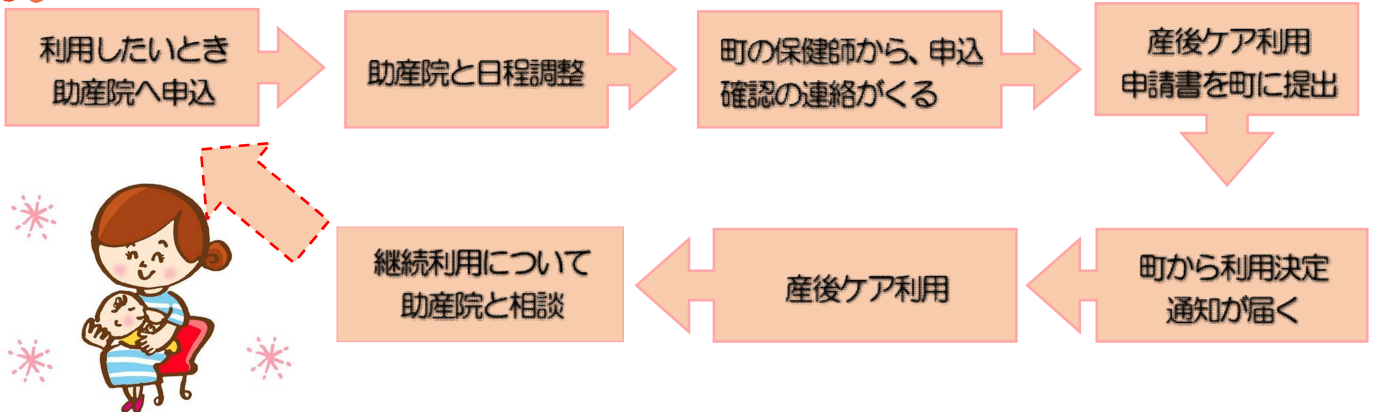 利用したいとき
助産院へ申込
助産院と日程調整
町の保健師から、申込
確認の連絡がくる
産後ケア利用
申請書を町に提出
町から利用決定
通知が届く
産後ケア利用
継続利用について
助産院と相談